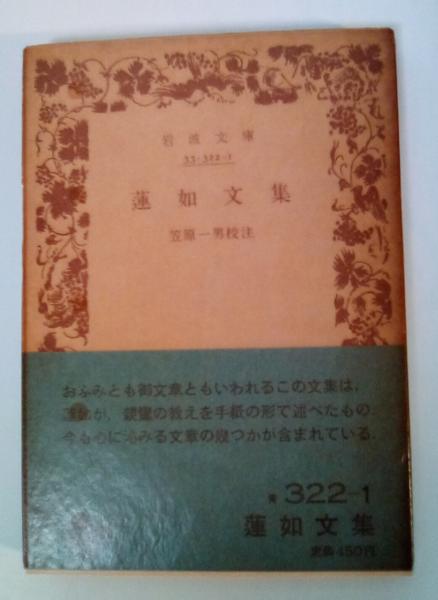 岩波文庫
33-322-1
蓮如文集
笠原一男校注
おふみとも御文章ともいわれるこの文集は,
蓮如が, 親鸞の教えを手紙の形で述べたもの.
今も心に沁みる文章の幾つかが含まれている.
青 322-1
蓮如文集
定価450円